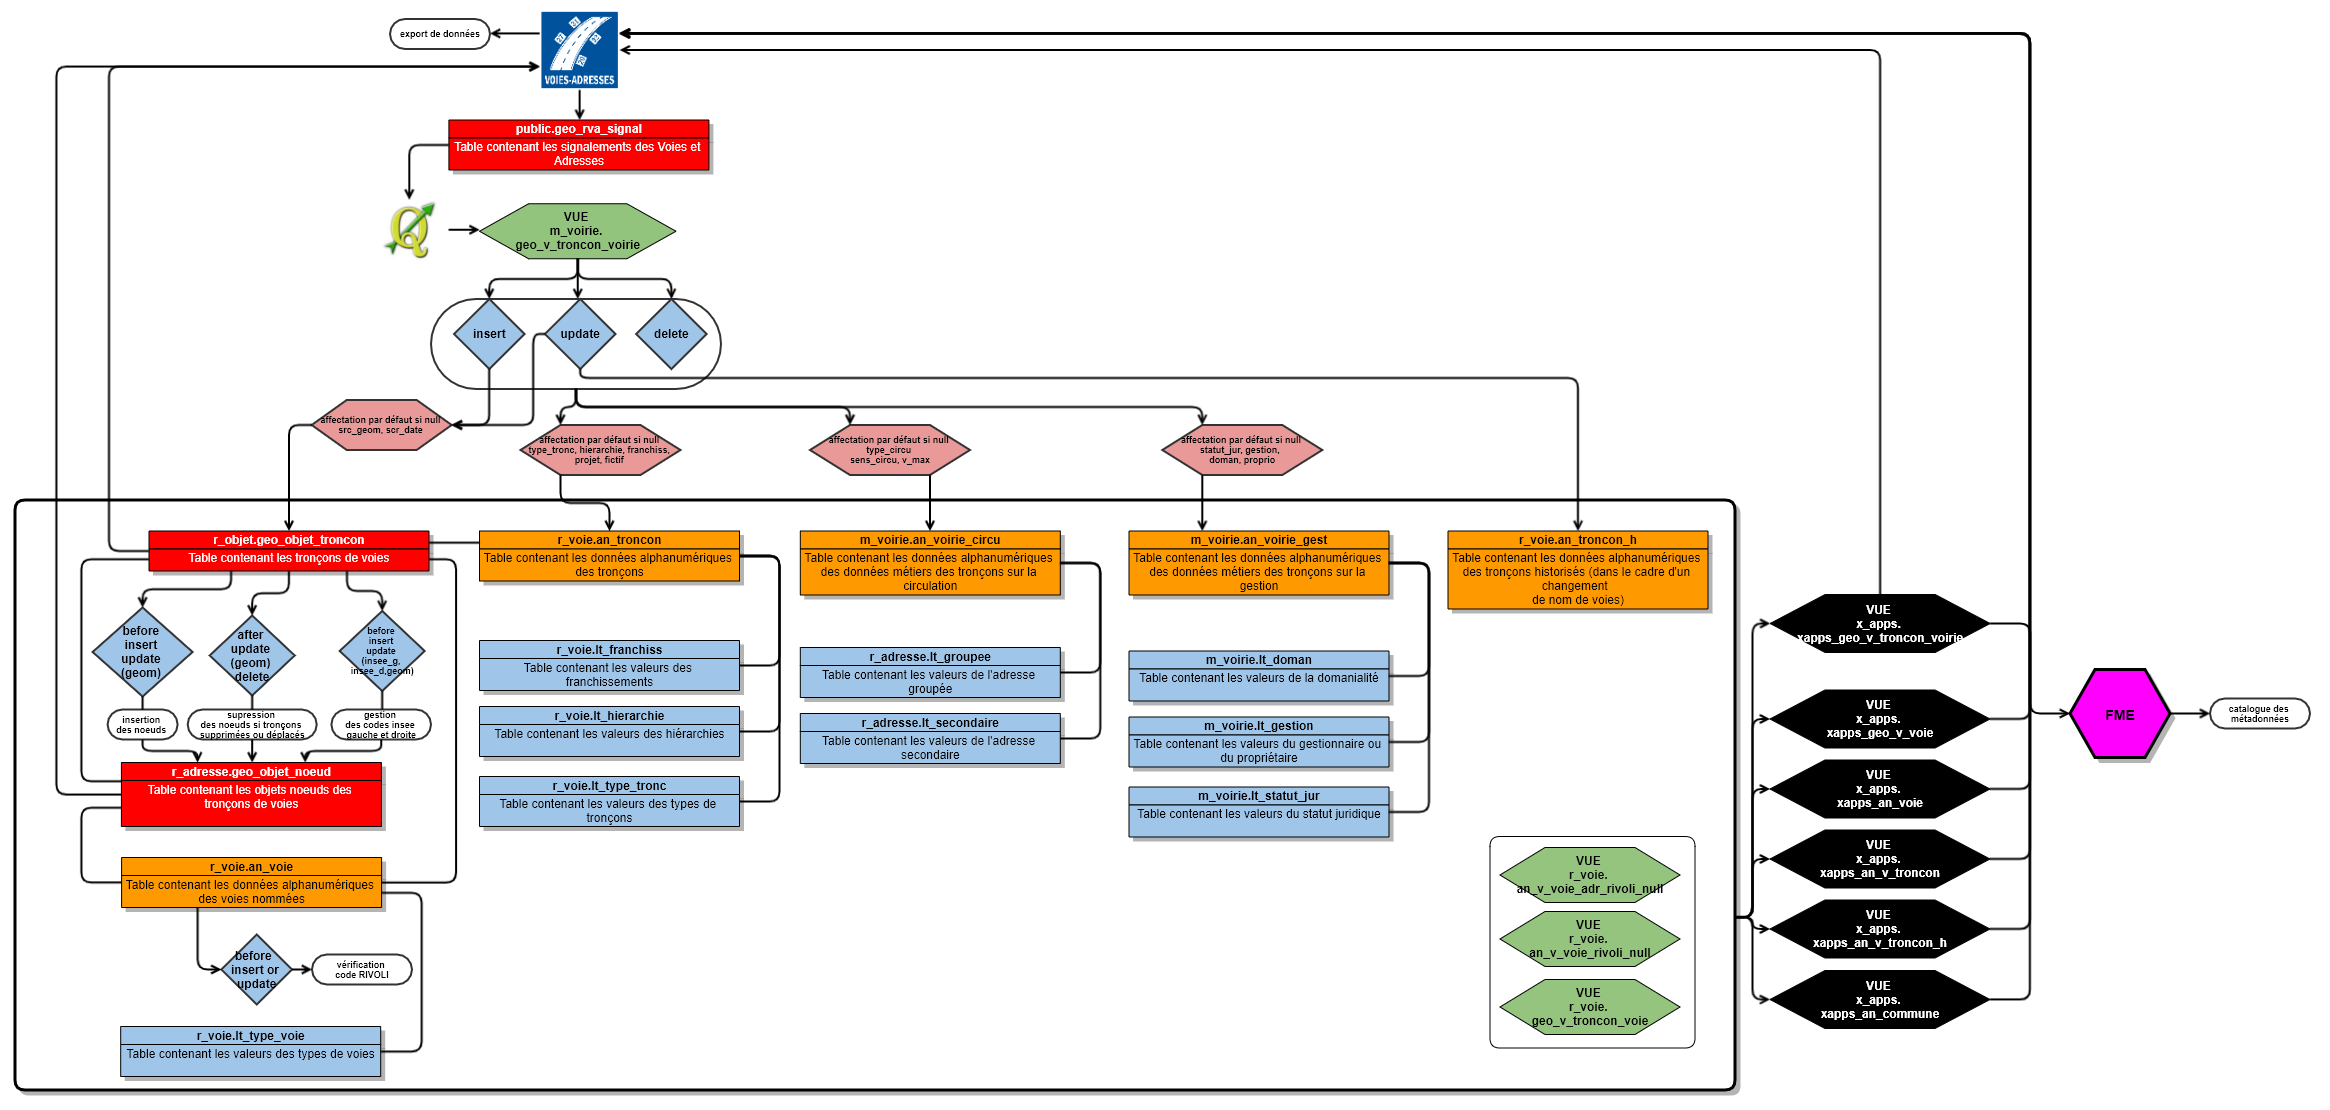 export de données
VOIES-ADRESSES
public.geo_rva_signal
Table contenant les signalements des Voies et
Adresses
VUE
m_voirie.
geo_v_troncon_voirie
insert
update
delete
affectation par défaut si null
src_geom, scr_date
affectation par défaut si null
type_tronc, hierarchie, franchiss,
projet, fictif
affectation par défaut si null
type_circu
sens_circu, v_max
affectation par défaut si null
statut_jur, gestion,
doman, proprio
r_objet.geo_objet_troncon
Table contenant les tronçons de voies
r_voie.an_troncon
Table contenant les données alphanumériques
des tronçons
m_voirie.an_voirie_circu
Table contenant les données alphanumériques
des données métiers des tronçons sur la
circulation
m_voirie.an_voirie_gest
Table contenant les données alphanumériques
des données métiers des tronçons sur la
gestion
r_voie.an_troncon_h
Table contenant les données alphanumériques
des tronçons historisés (dans le cadre d'un
changement
de nom de voies)
before
insert
update
(geom)
after
update
(geom)
delete
before
insert
update
(insee_g,
insee_d,geom)
insertion
des noeuds
supression
des noeuds si tronçons
supprimées ou déplacés
gestion
des codes insee
gauche et droite
r_adresse.geo_objet_noeud
Table contenant les objets noeuds des
tronçons de voies
r_voie.an_voie
Table contenant les données alphanumériques
des voies nommées
before
insert or
update
vérification
code RIVOLI
r_voie.lt_type_voie
Table contenant les valeurs des types de voies
r_voie.lt_franchiss
Table contenant les valeurs des
franchissements
r_voie.lt_hierarchie
Table contenant les valeurs des hiérarchies
r_voie.lt_type_tronc
Table contenant les valeurs des types de
tronçons
r_adresse.lt_groupee
Table contenant les valeurs de l'adresse
groupée
r_adresse.lt_secondaire
Table contenant les valeurs de l'adresse
secondaire
m_voirie.lt_doman
Table contenant les valeurs de la domanialité
m_voirie.lt_gestion
Table contenant les valeurs du gestionnaire ou
du propriétaire
m_voirie.lt_statut_jur
Table contenant les valeurs du statut juridique
VUE
r_voie.
an_v_voie_adr_rivoli_null
VUE
r_voie.
an_v_voie_rivoli_null
VUE
r_voie.
geo_v_troncon_voie
VUE
x_apps.
xapps_geo_v_troncon_voirie
VUE
x_apps.
xapps_geo_v_voie
VUE
x_apps.
xapps_an_voie
VUE
x_apps.
xapps_an_v_troncon
VUE
x_apps.
xapps_an_v_troncon_h
VUE
x_apps.
xapps_an_commune
FME
catalogue des
métadonnées